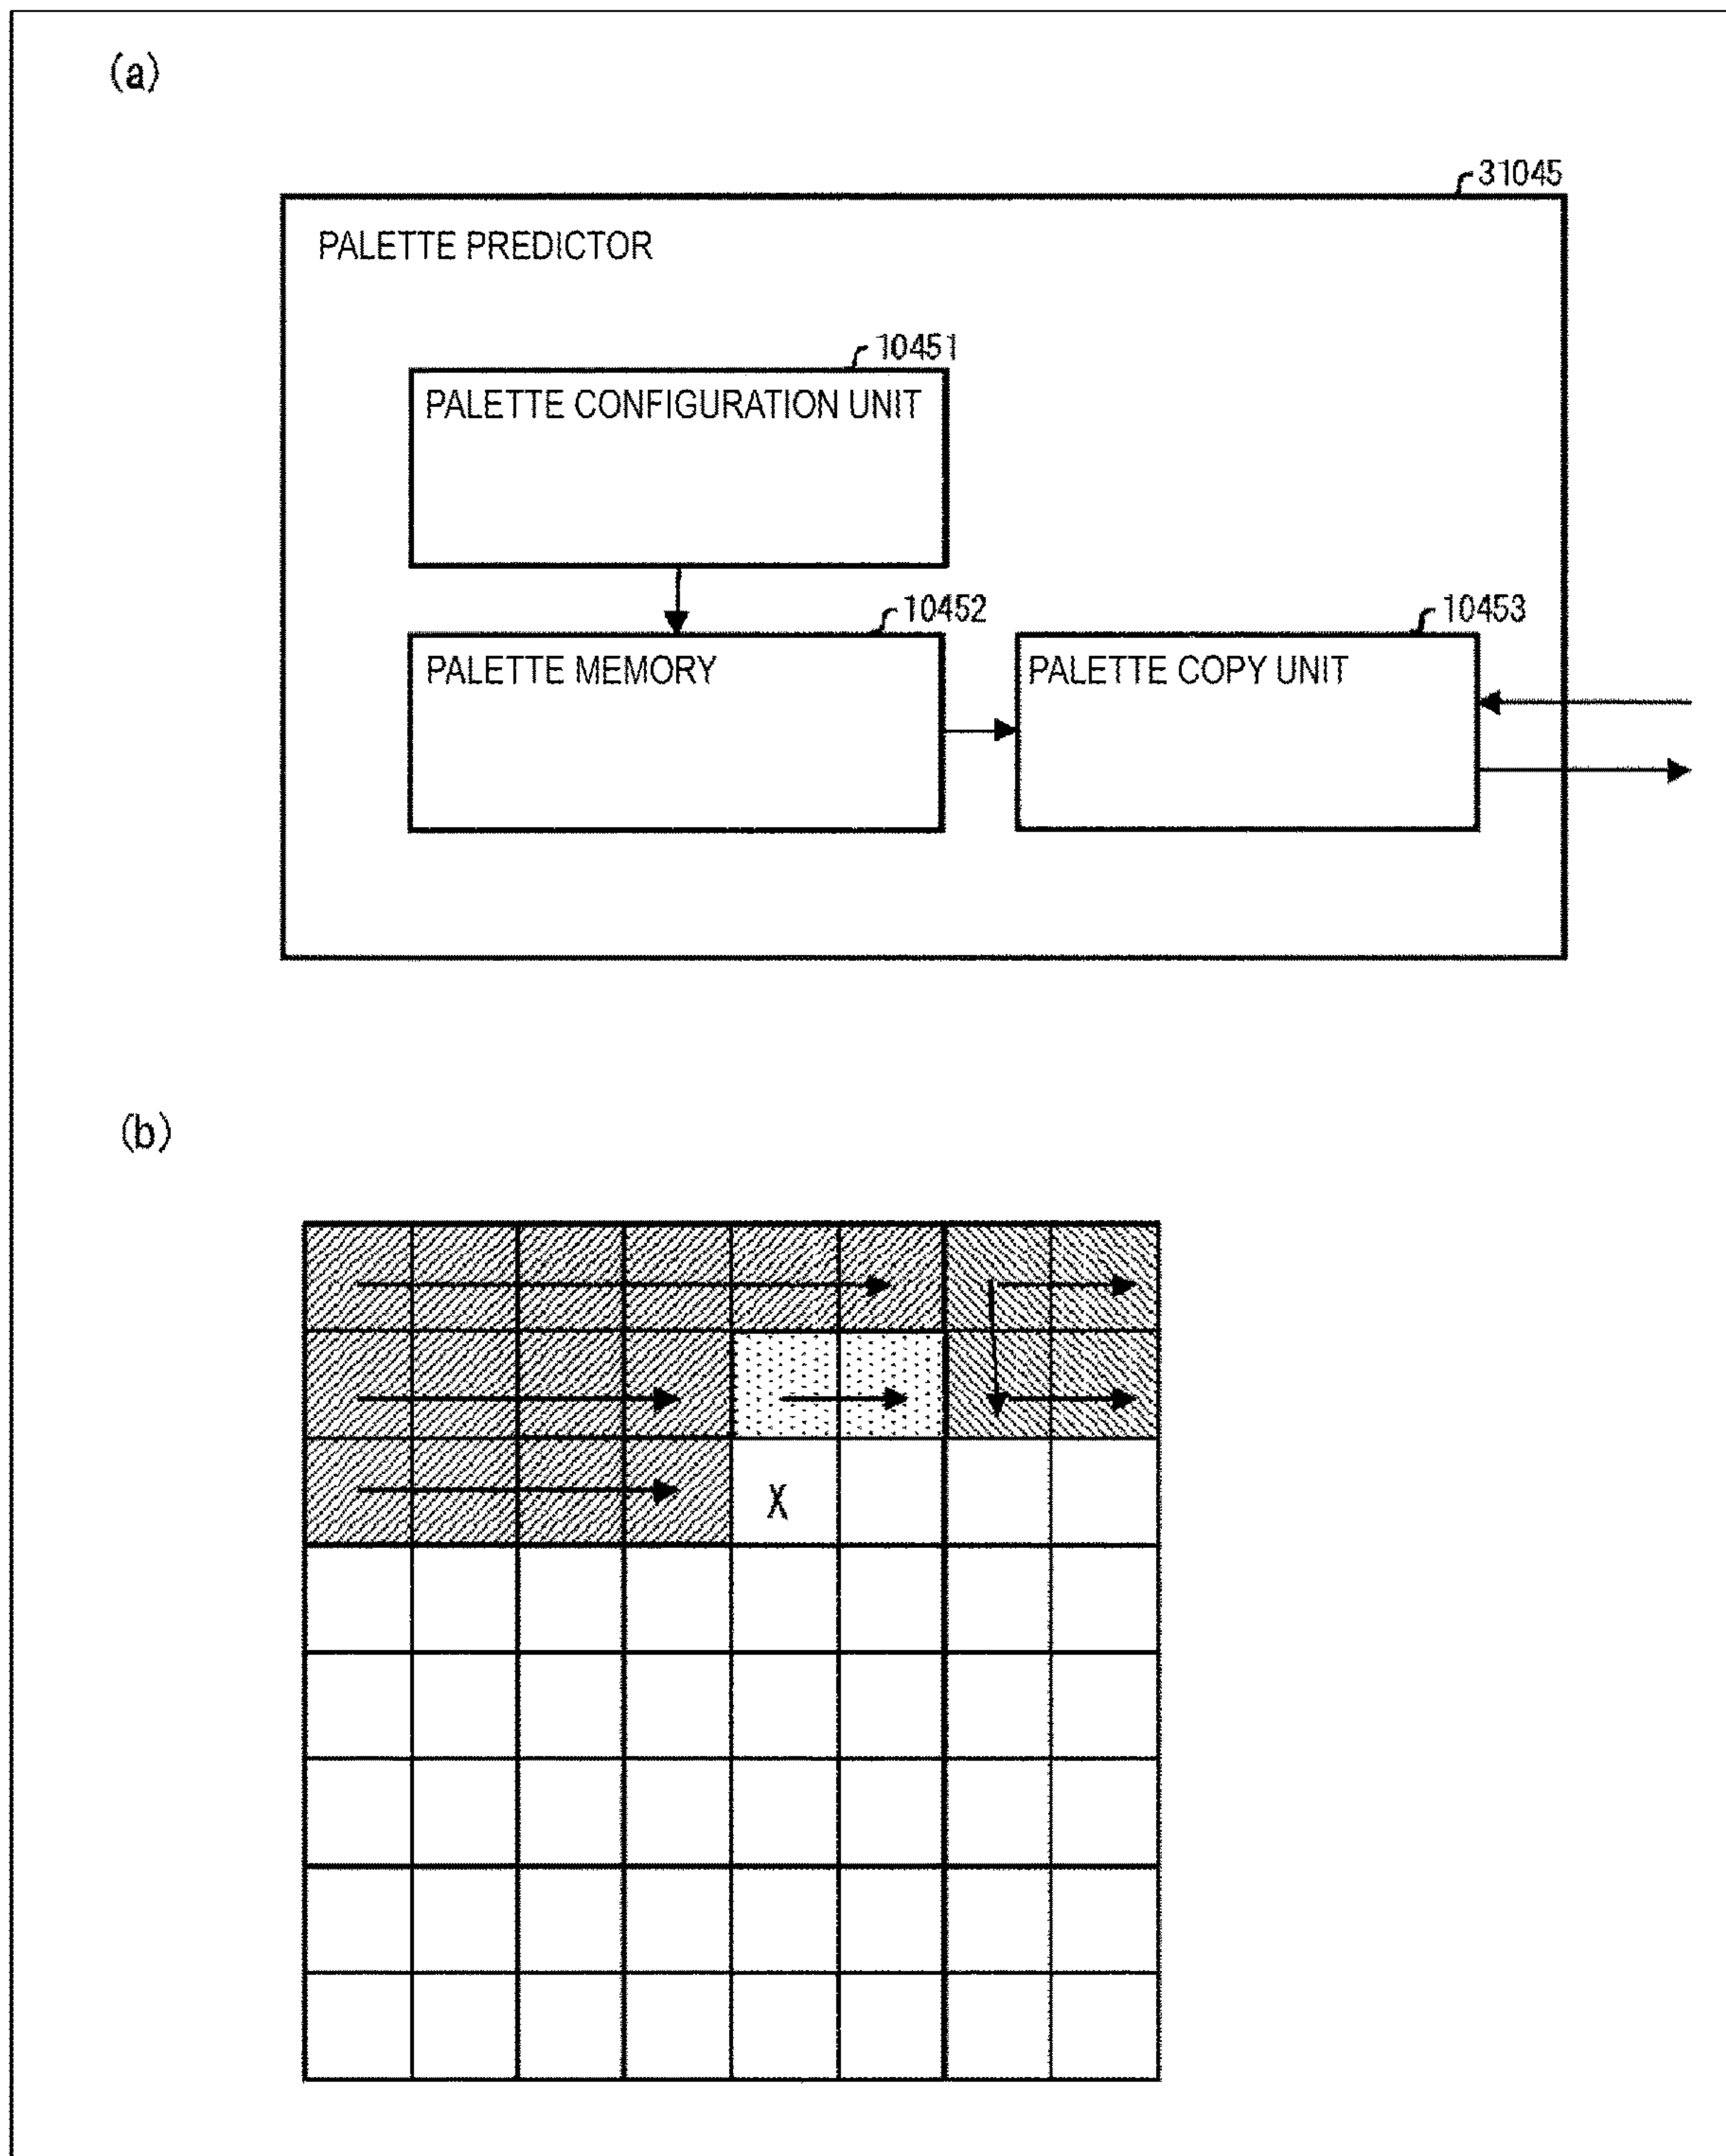 (a)
31045
PALETTE PREDICTOR
10451
PALETTE CONFIGURATION UNIT
10452
10453
PALETTE MEMORY
PALETTE COPY UNIT
(b)
X